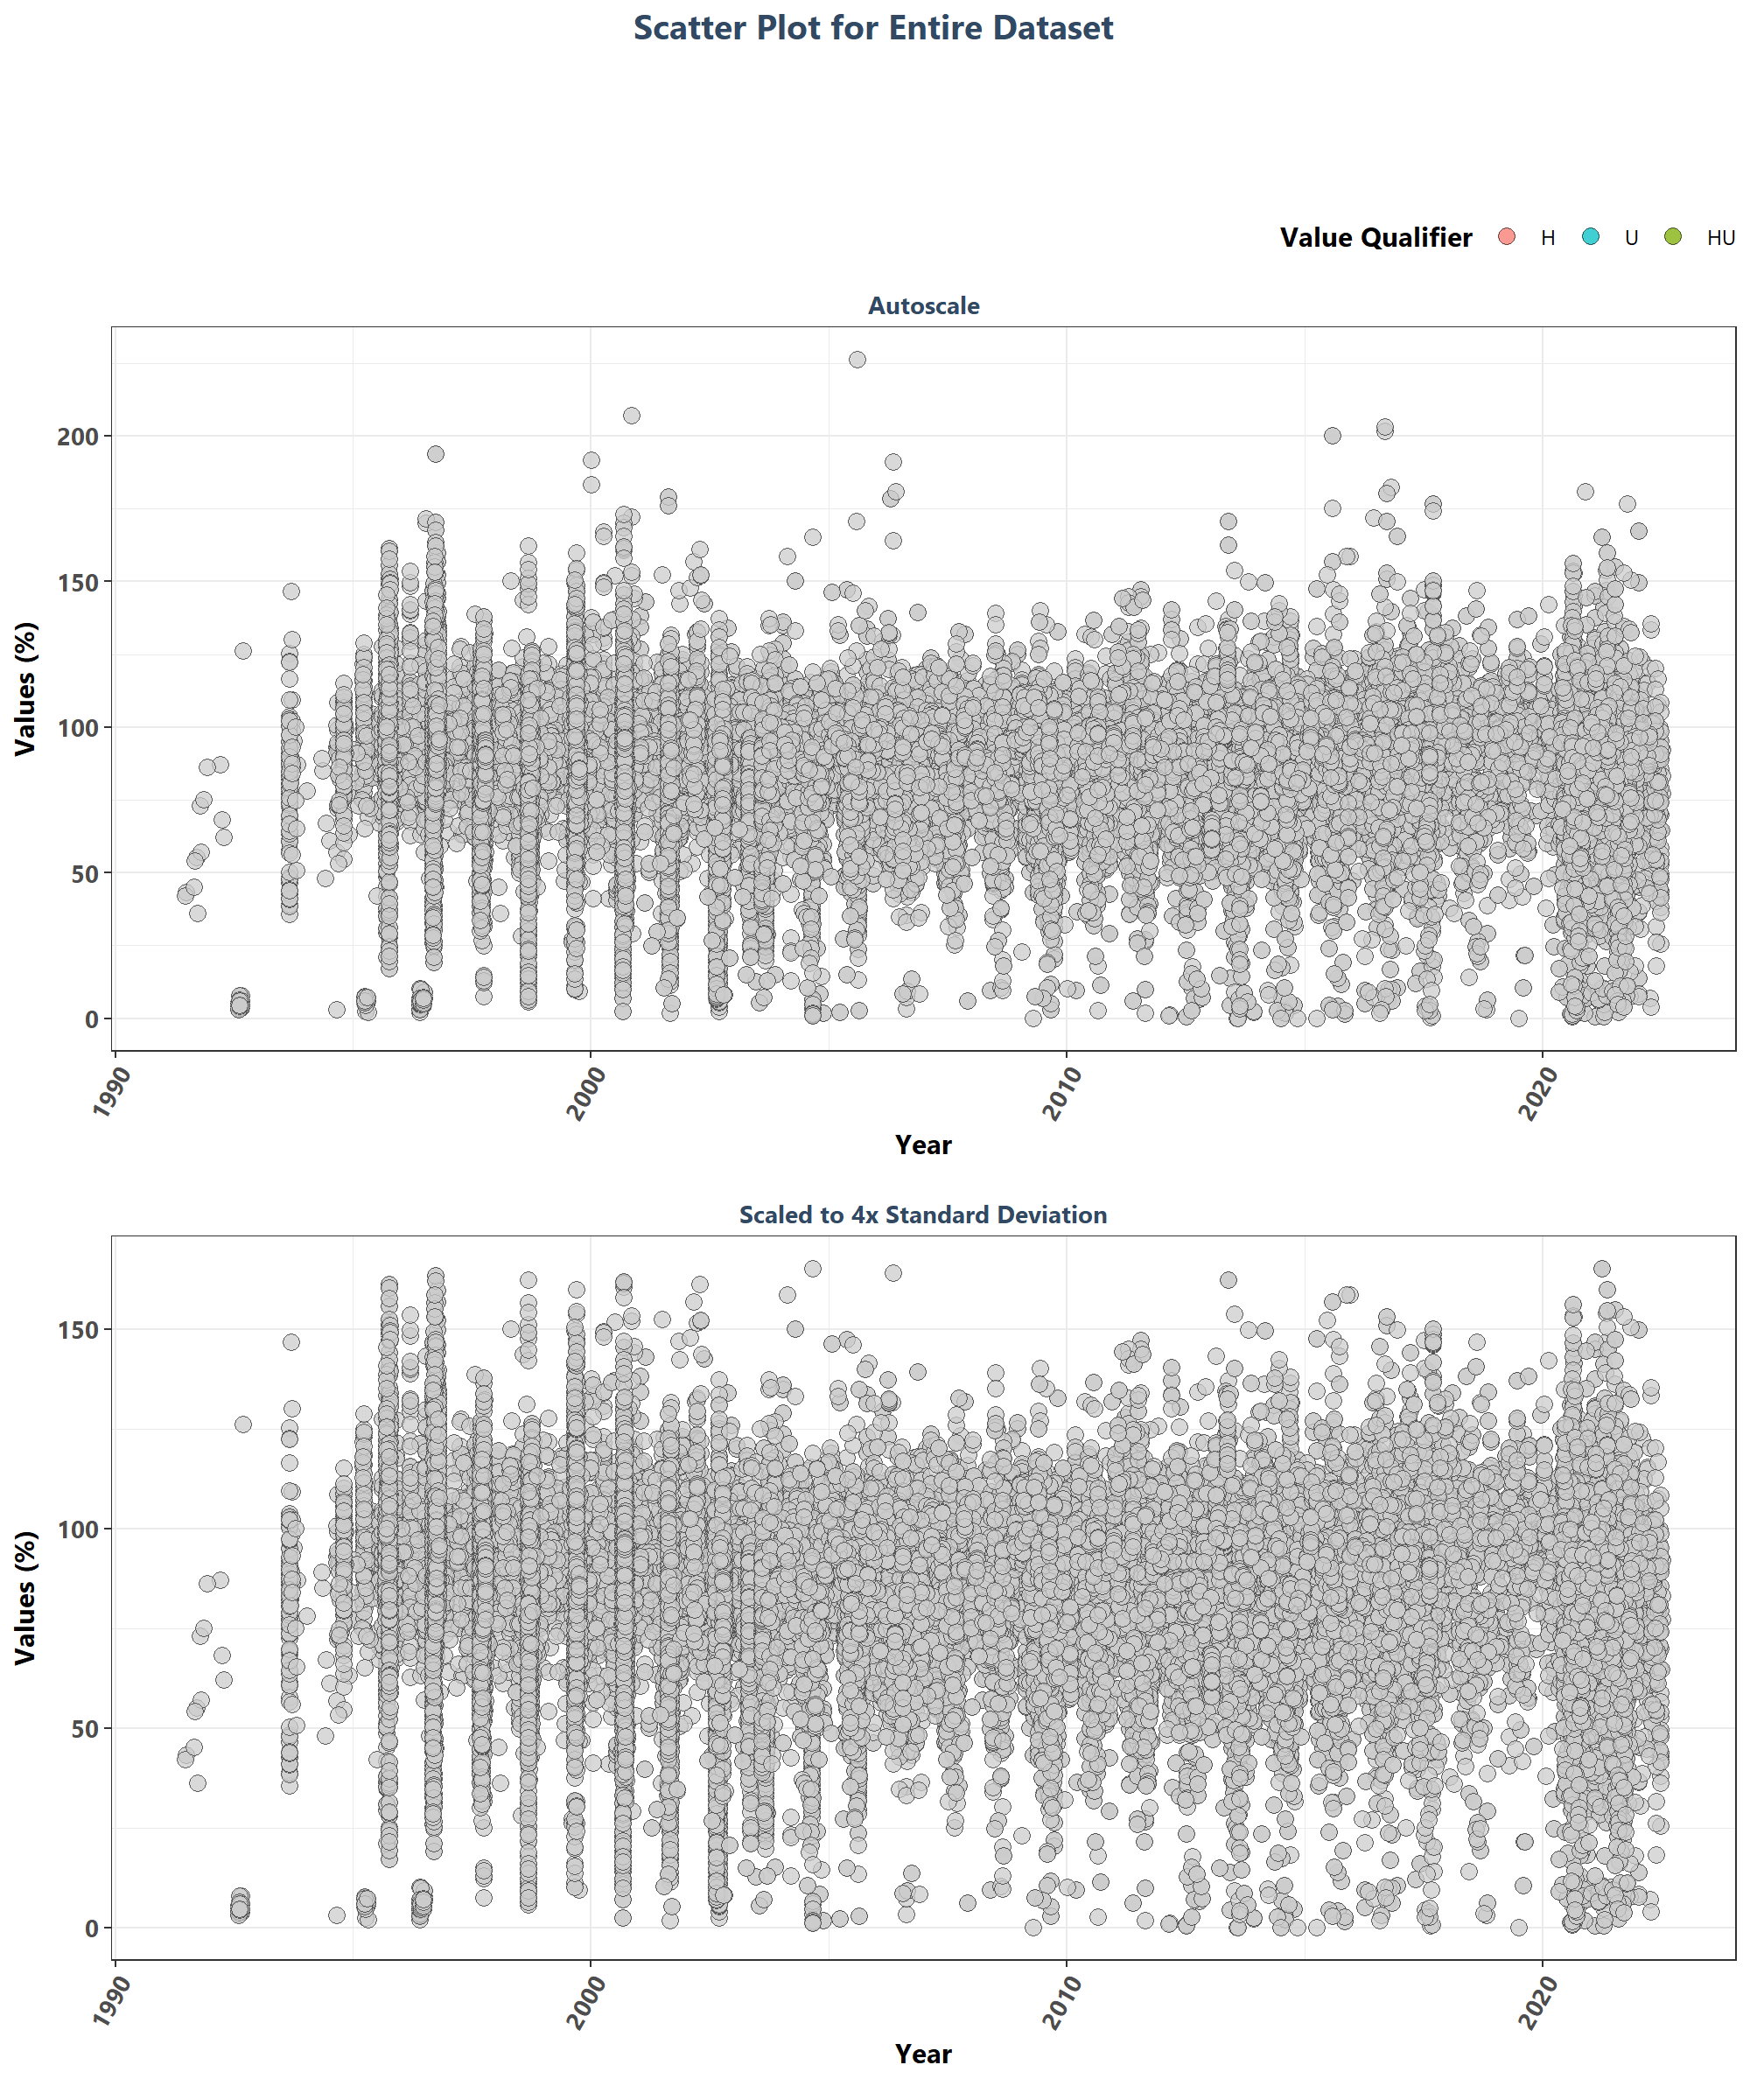 Scatter Plot for Entire Dataset
Value Qualifier H U HU
Autoscale
Values (%)
200
150
100
50
0
1990 2000 2010 2020
Year
Scaled to 4x Standard Deviation
Values (%)
150
100
50
0
1990 2000 2010 2020
Year